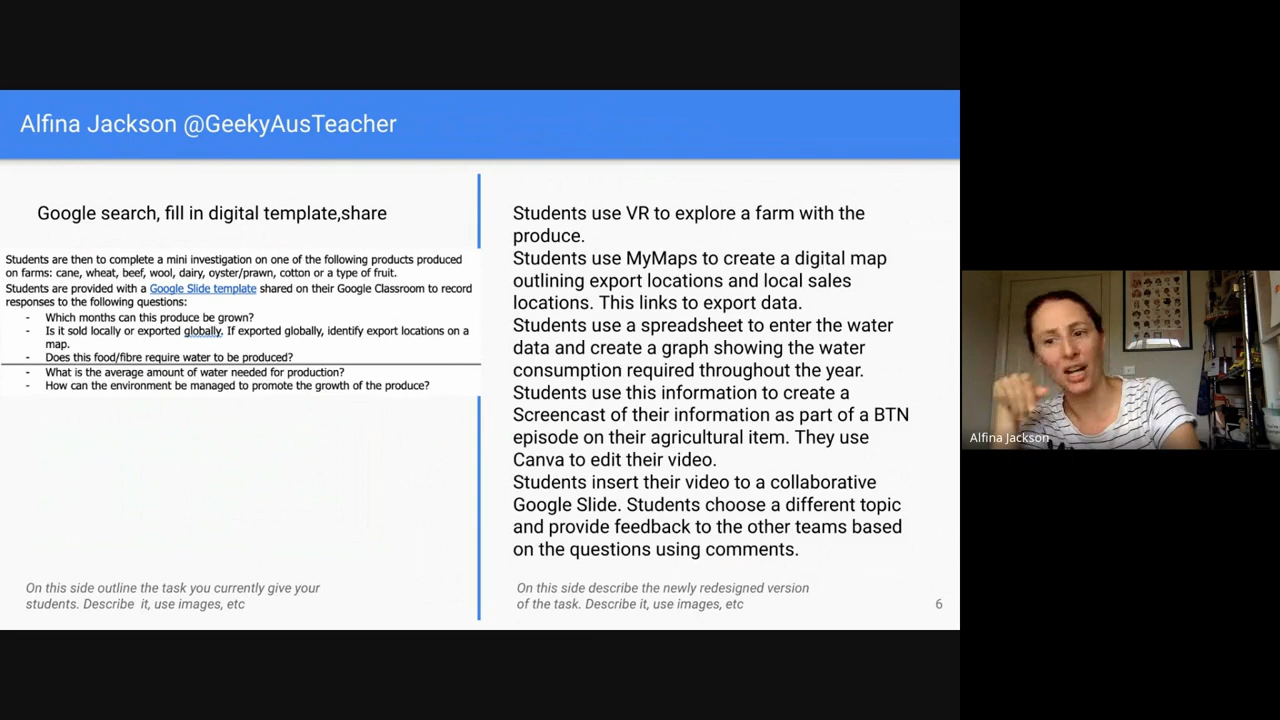 Alfina Jackson @GeekyAusTeacher
Google search, fill in digital template,share
Students are then to complete a mini investigation on one of the following products produced
on farms: cane, wheat, beef, wool, dairy, oyster/prawn, cotton or a type of fruit.
Students are provided with a Google Slide template shared on their Google Classroom to record
responses to the following questions:
- Which months can this produce be grown?
- Is it sold locally or exported globally. If exported globally, identify export locations on a
map.
- Does this food/fibre require water to be produced?
- What is the average amount of water needed for production?
- How can the environment be managed to promote the growth of the produce?
On this side outline the task you currently give your
students. Describe  it, use images, etc
Students use VR to explore a farm with the
produce.
Students use MyMaps to create a digital map
outlining export locations and local sales
locations. This links to export data.
Students use a spreadsheet to enter the water
data and create a graph showing the water
consumption required throughout the year.
Students use this information to create a
Screencast of their information as part of a BTN
episode on their agricultural item. They use
Canva to edit their video.
Students insert their video to a collaborative
Google Slide. Students choose a different topic
and provide feedback to the other teams based
on the questions using comments.
On this side describe the newly redesigned version
of the task. Describe it, use images, etc
6
Alfina Jackson